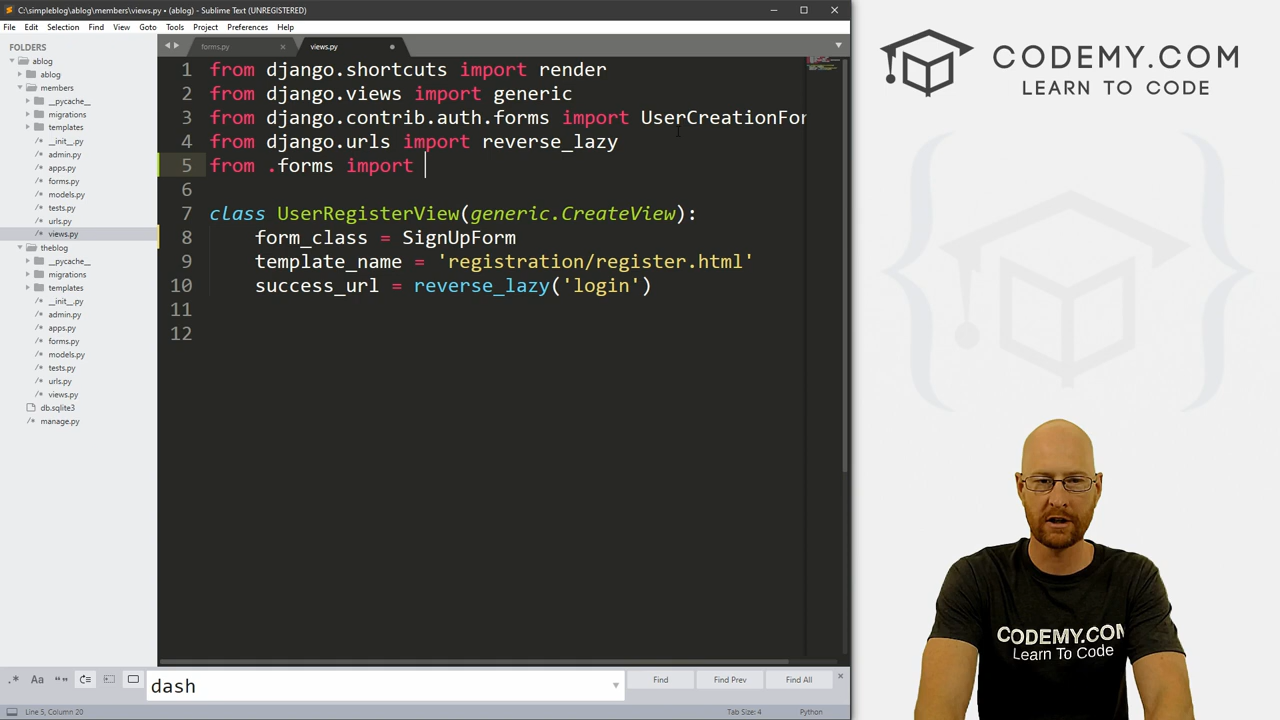 C:\simpleblog\ablog\members\views.py • (ablog) - Sublime Text (UNREGISTERED)
File Edit Selection Find View Goto Tools Project Preferences Help
FOLDERS
ablog
ablog
members
__pycache__
migrations
templates
__init__.py
admin.py
apps.py
forms.py
models.py
tests.py
urls.py
views.py
theblog
__pycache__
migrations
templates
__init__.py
admin.py
apps.py
forms.py
models.py
tests.py
urls.py
views.py
db.sqlite3
manage.py
forms.py
views.py
1 from django.shortcuts import render
2 from django.views import generic
3 from django.contrib.auth.forms import UserCreationFor
4 from django.urls import reverse_lazy
5 from .forms import
6
7 class UserRegisterView(generic.CreateView):
8 form_class = SignUpForm
9 template_name = 'registration/register.html'
10 success_url = reverse_lazy('login')
11
12
.* Aa “”
dash
Find Find Prev Find All
Line 5, Column 20
Tab Size: 4
Python
CODEMY.COM
LEARN TO CODE
CODEMY.COM
Learn To Code